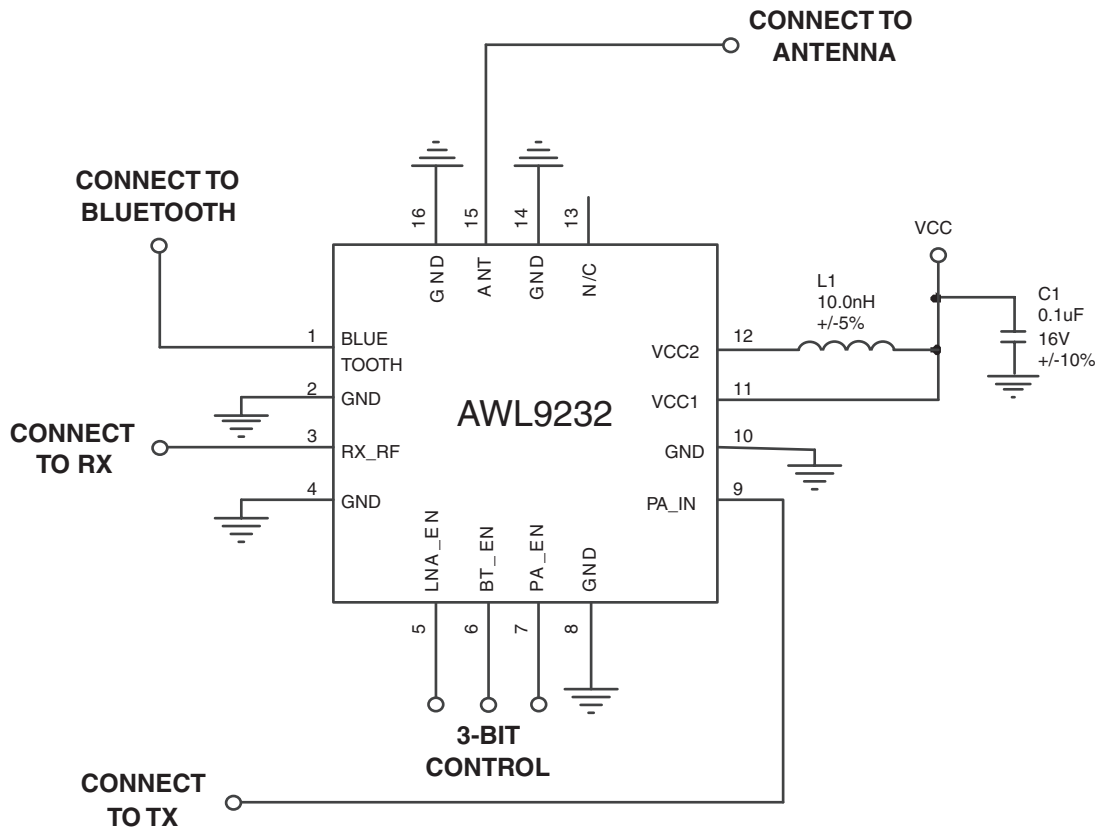 CONNECT TO
ANTENNA
CONNECT TO
BLUETOOTH
16
15
14
13
GND
ANT
GND
N/C
VCC
L1
10.0nH
+/-5%
C1
0.1uF
16V
+/-10%
1
BLUE
TOOTH
12
VCC2
2
GND
11
VCC1
AWL9232
CONNECT
TO RX
3
RX_RF
10
GND
4
GND
9
PA_IN
LNA_EN
BT_EN
PA_EN
GND
5
6
7
8
3-BIT
CONTROL
CONNECT
TO TX